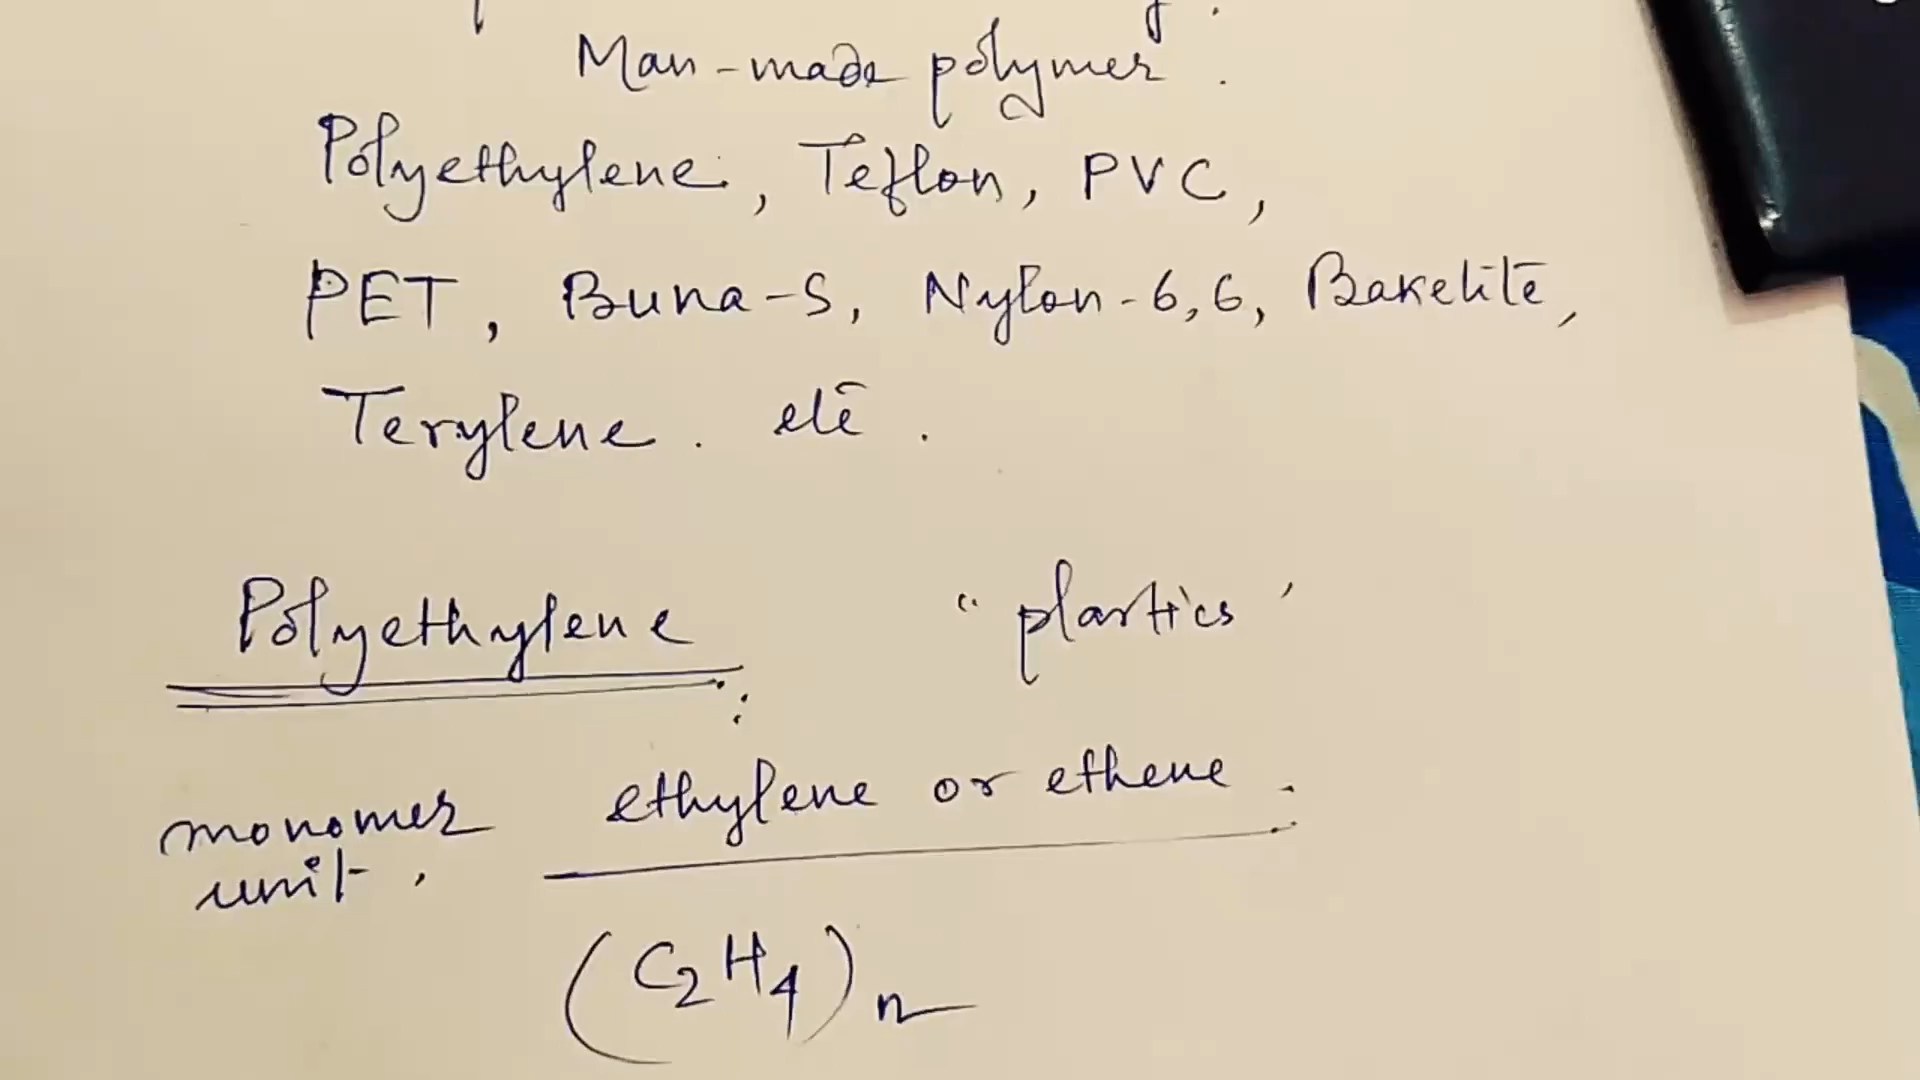 Man-made polymer.
Polyethylene, Teflon, PVC,
PET, Buna-S, Nylon-6,6, Bakelite,
Terylene. etc.
Polyethylene: "plastics'
monomer unit. ethylene or ethene.
(C₂H₄)n